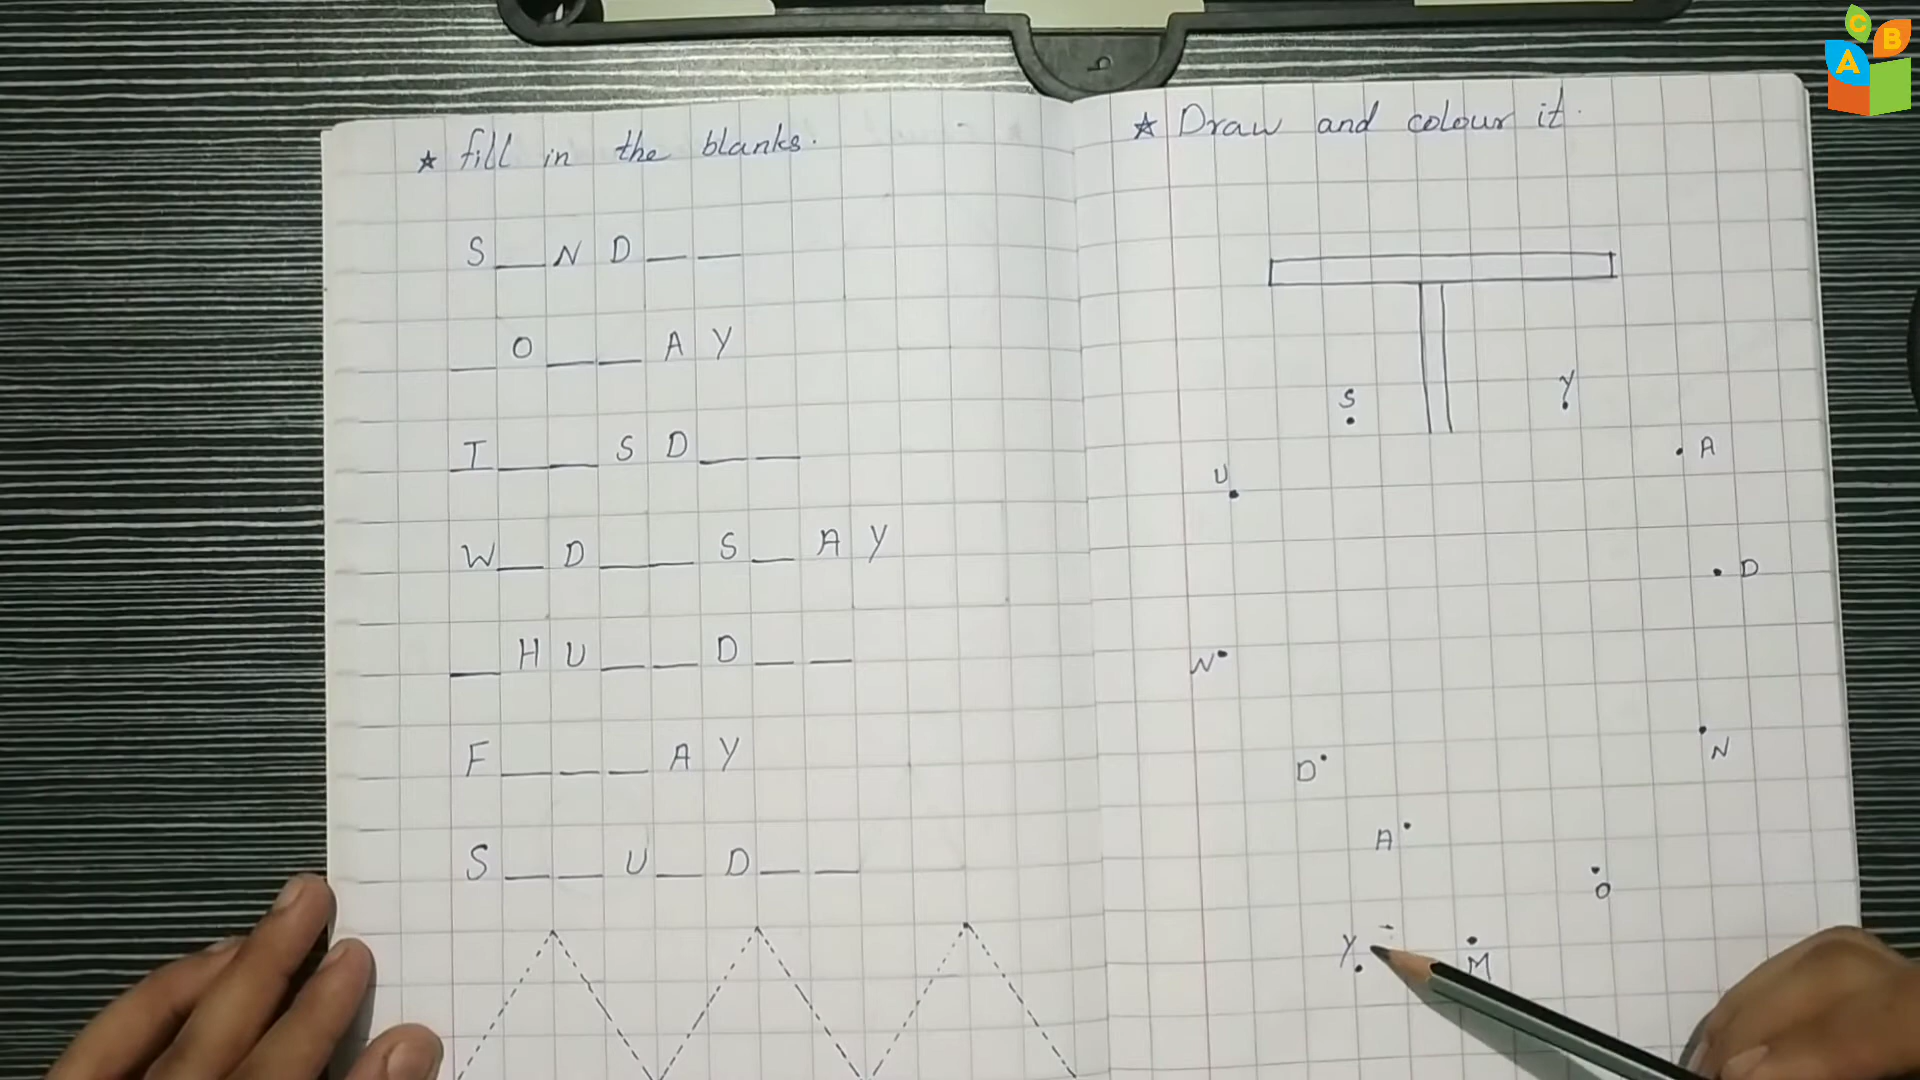 ★ fill in the blanks.
S _ N D _ _
_ O _ _ A Y
T _ _ S D _ _
W _ D _ _ S _ A Y
_ H U _ _ D _ _
F _ _ _ A Y
S _ _ U _ D _ _
★ Draw and colour it.
S
Y
A
U
D
N
N
D
A
O
Y
M
A
B
C